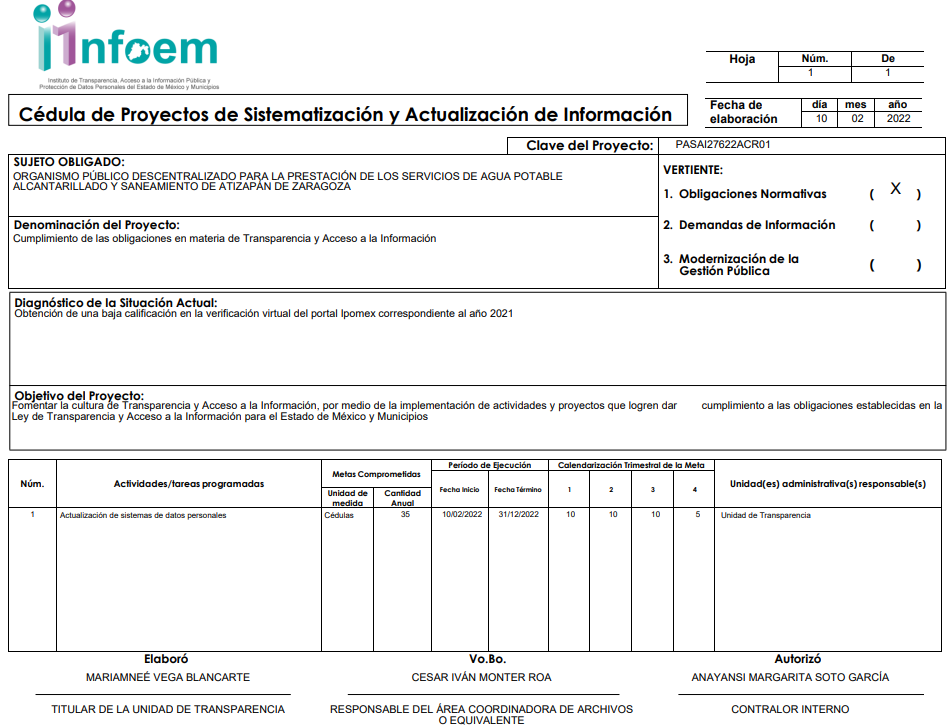 infoem
Instituto de Transparencia, Acceso a la Información Pública y
Protección de Datos Personales del Estado de México y Municipios
Hoja Núm. De
1 1
Cédula de Proyectos de Sistematización y Actualización de Información
Fecha de elaboración día mes año
10 02 2022
Clave del Proyecto: PASAI27622ACR01
SUJETO OBLIGADO:
ORGANISMO PÚBLICO DESCENTRALIZADO PARA LA PRESTACIÓN DE LOS SERVICIOS DE AGUA POTABLE
ALCANTARILLADO Y SANEAMIENTO DE ATIZAPÁN DE ZARAGOZA
VERTIENTE:
1. Obligaciones Normativas ( X )
2. Demandas de Información ( )
3. Modernización de la
Gestión Pública ( )
Denominación del Proyecto:
Cumplimiento de las obligaciones en materia de Transparencia y Acceso a la Información
Diagnóstico de la Situación Actual:
Obtención de una baja calificación en la verificación virtual del portal Ipomex correspondiente al año 2021
Objetivo del Proyecto:
Fomentar la cultura de Transparencia y Acceso a la Información, por medio de la implementación de actividades y proyectos que logren dar cumplimiento a las obligaciones establecidas en la
Ley de Transparencia y Acceso a la Información para el Estado de México y Municipios
Núm. Actividades/tareas programadas Metas Comprometidas Período de Ejecución Calendarización Trimestral de la Meta Unidad(es) administrativa(s) responsable(s)
Unidad de medida Cantidad Anual Fecha Inicio Fecha Término 1 2 3 4
1 Actualización de sistemas de datos personales Cédulas 35 10/02/2022 31/12/2022 10 10 10 5 Unidad de Transparencia
Elaboró Vo.Bo. Autorizó
MARIAMNEÉ VEGA BLANCARTE CESAR IVÁN MONTER ROA ANAYANSI MARGARITA SOTO GARCÍA
TITULAR DE LA UNIDAD DE TRANSPARENCIA RESPONSABLE DEL ÁREA COORDINADORA DE ARCHIVOS CONTRALOR INTERNO
O EQUIVALENTE